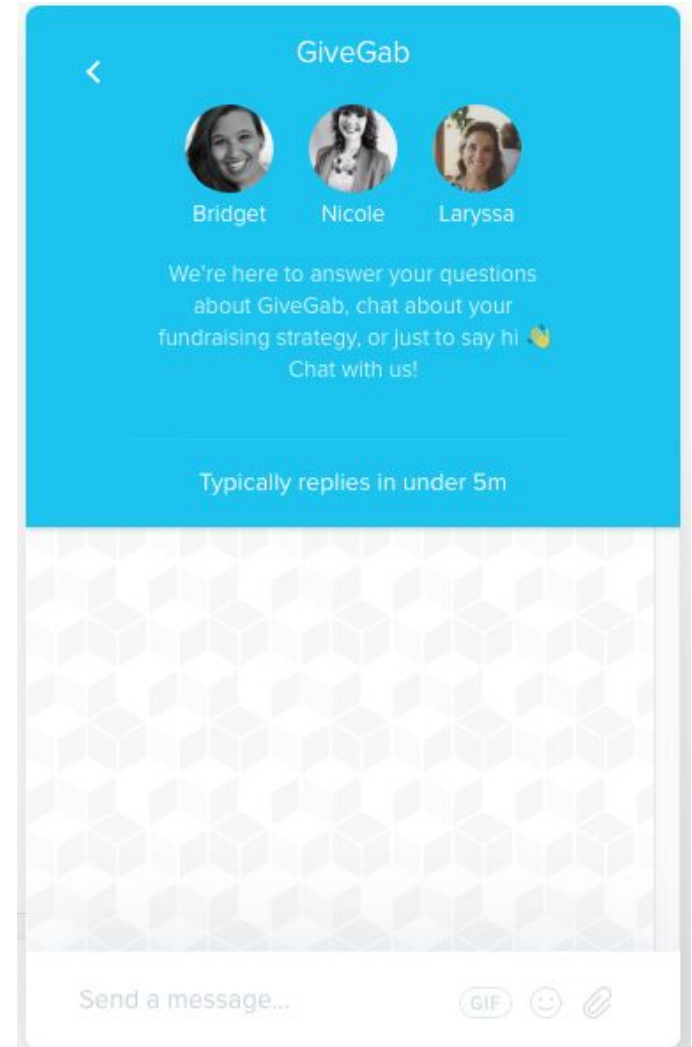 GiveGab
Bridget Nicole Laryssa
We're here to answer your questions
about GiveGab, chat about your
fundraising strategy, or just to say hi 👋
Chat with us!
Typically replies in under 5m
Send a message...
GIF